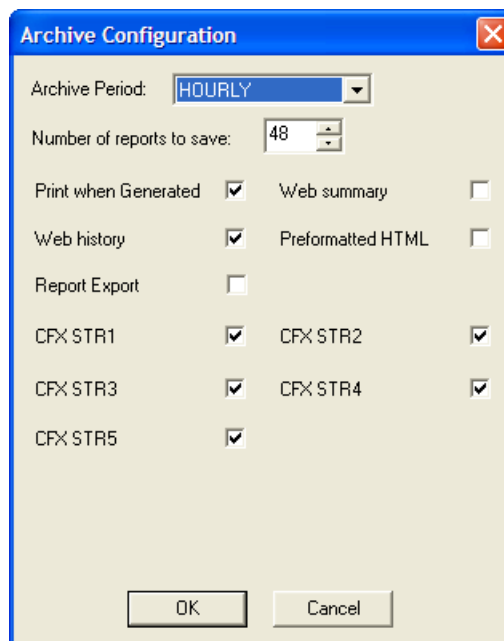 Archive Configuration
Archive Period: HOURLY
Number of reports to save: 48
Print when Generated Web summary
Web history Preformatted HTML
Report Export
CFX STR1 CFX STR2
CFX STR3 CFX STR4
CFX STR5
OK Cancel